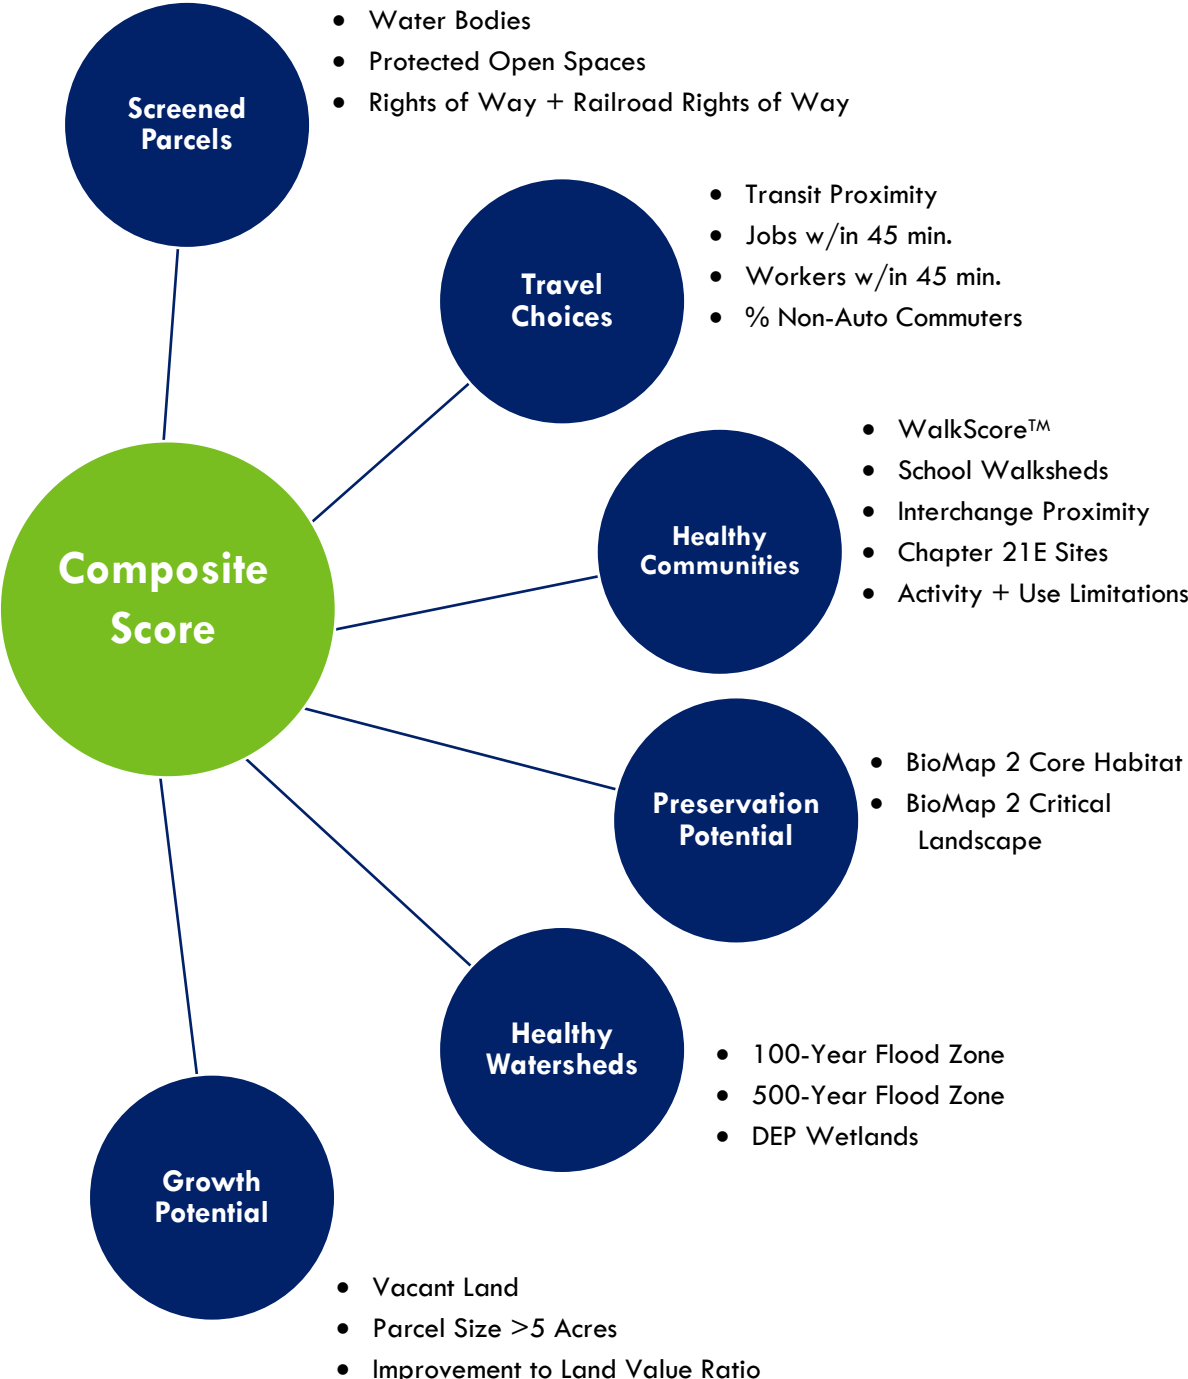 Screened
Parcels
• Water Bodies
• Protected Open Spaces
• Rights of Way + Railroad Rights of Way
Travel
Choices
• Transit Proximity
• Jobs w/in 45 min.
• Workers w/in 45 min.
• % Non-Auto Commuters
Composite
Score
Healthy
Communities
• WalkScore™
• School Walksheds
• Interchange Proximity
• Chapter 21E Sites
• Activity + Use Limitations
Preservation
Potential
• BioMap 2 Core Habitat
• BioMap 2 Critical
Landscape
Healthy
Watersheds
• 100-Year Flood Zone
• 500-Year Flood Zone
• DEP Wetlands
Growth
Potential
• Vacant Land
• Parcel Size >5 Acres
• Improvement to Land Value Ratio